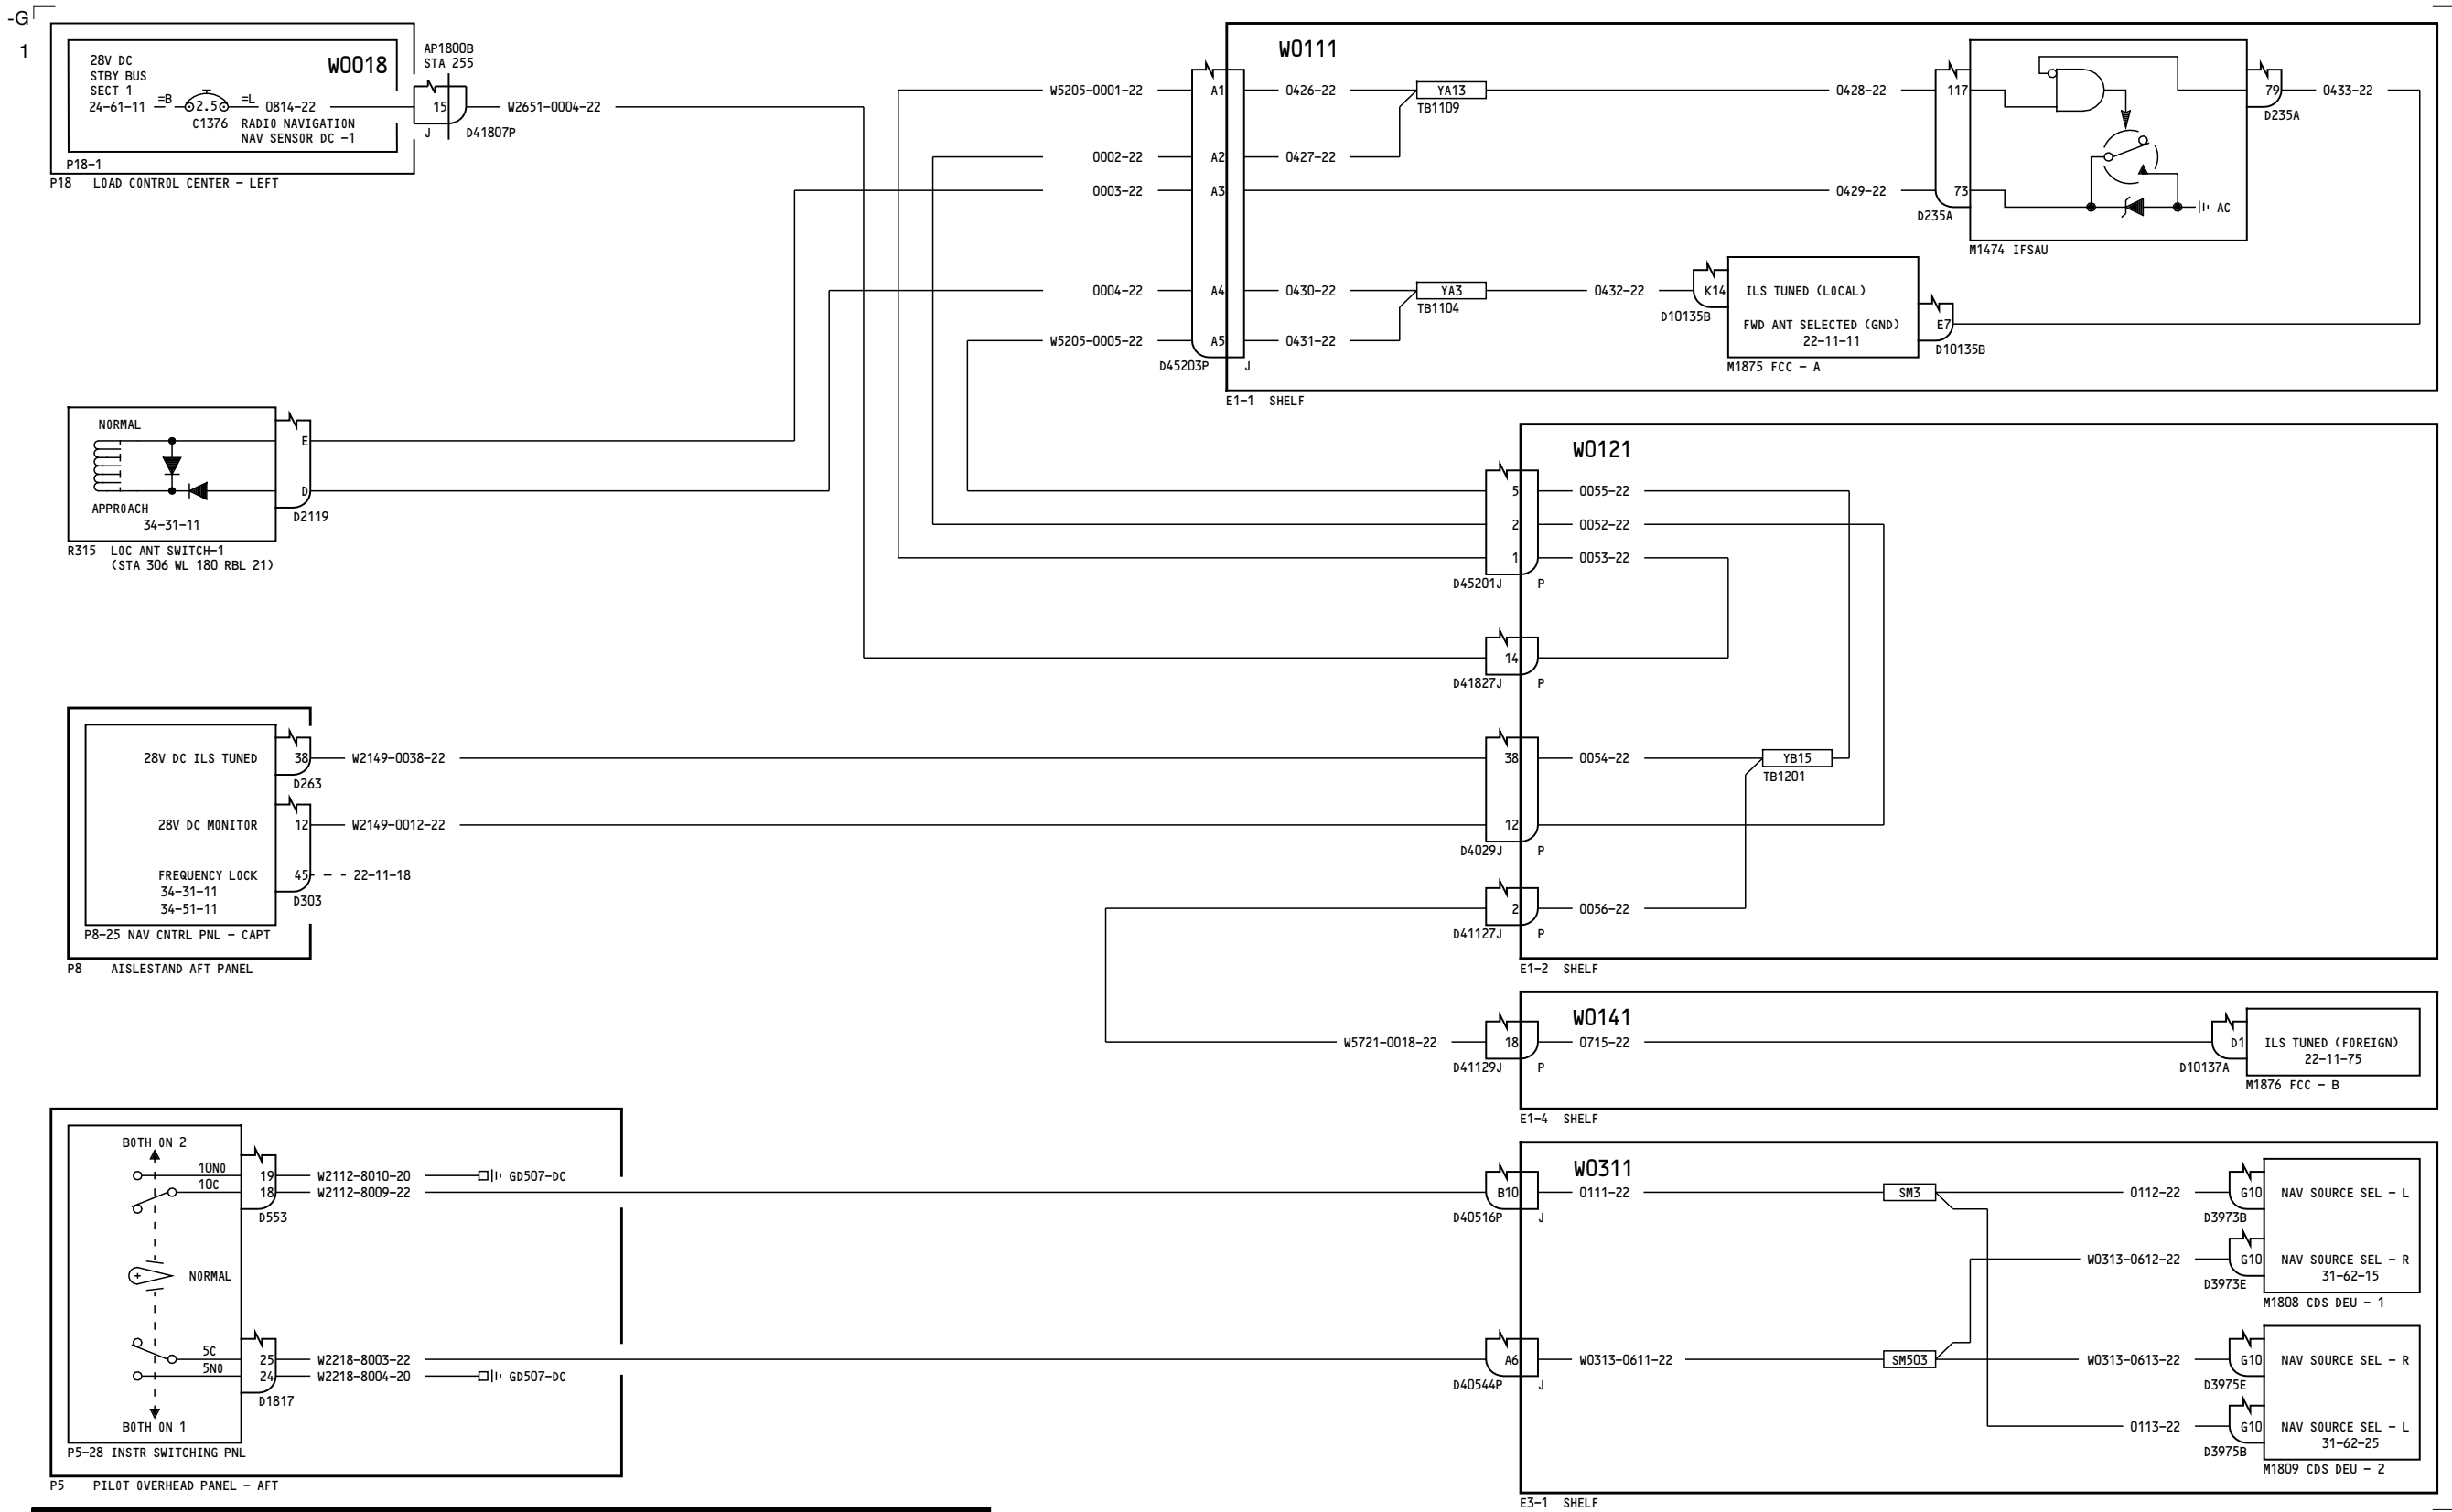 -G
1
28V DC
STBY BUS
SECT 1
24-61-11
=B
2.5
=L
0814-22
C1376
RADIO NAVIGATION
NAV SENSOR DC -1
W0018
P18-1
P18 LOAD CONTROL CENTER - LEFT
AP1800B
STA 255
15
J
D41807P
W2651-0004-22
W5205-0001-22
0002-22
0003-22
0004-22
W5205-0005-22
A1
A2
A3
A4
A5
D45203P
J
W0111
0426-22
YA13
TB1109
0427-22
0428-22
0429-22
117
73
D235A
AC
79
D235A
0433-22
M1474 IFSAU
0430-22
YA3
TB1104
0431-22
0432-22
K14
D10135B
ILS TUNED (LOCAL)
FWD ANT SELECTED (GND)
22-11-11
E7
D10135B
M1875 FCC - A
E1-1 SHELF
NORMAL
APPROACH
34-31-11
E
D
D2119
R315 LOC ANT SWITCH-1
(STA 306 WL 180 RBL 21)
W0121
5
2
1
D45201J
P
0055-22
0052-22
0053-22
14
D41827J
P
28V DC ILS TUNED
38
D263
W2149-0038-22
28V DC MONITOR
12
W2149-0012-22
FREQUENCY LOCK
34-31-11
34-51-11
45
22-11-18
D303
P8-25 NAV CNTRL PNL - CAPT
P8 AISLESTAND AFT PANEL
38
12
D4029J
P
0054-22
YB15
TB1201
2
D41127J
P
0056-22
E1-2 SHELF
W0141
W5721-0018-22
18
D41129J
P
0715-22
D1
D10137A
ILS TUNED (FOREIGN)
22-11-75
M1876 FCC - B
E1-4 SHELF
BOTH ON 2
10NO
10C
19
18
D553
W2112-8010-20
GD507-DC
W2112-8009-22
NORMAL
5C
5NO
25
24
D1817
W2218-8003-22
W2218-8004-20
GD507-DC
BOTH ON 1
P5-28 INSTR SWITCHING PNL
P5 PILOT OVERHEAD PANEL - AFT
W0311
B10
D40516P
J
0111-22
SM3
0112-22
G10
D3973B
NAV SOURCE SEL - L
W0313-0612-22
G10
D3973E
NAV SOURCE SEL - R
31-62-15
M1808 CDS DEU - 1
A6
D40544P
J
W0313-0611-22
SM503
W0313-0613-22
G10
D3975E
NAV SOURCE SEL - R
0113-22
G10
D3975B
NAV SOURCE SEL - L
31-62-25
M1809 CDS DEU - 2
E3-1 SHELF